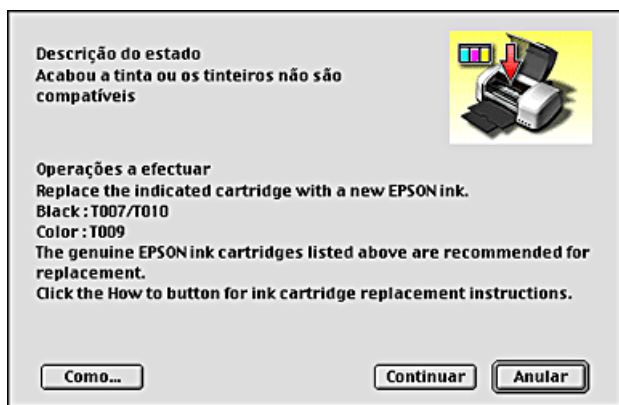 Descrição do estado
Acabou a tinta ou os tinteiros não são
compatíveis
Operações a efectuar
Replace the indicated cartridge with a new EPSON ink.
Black : T007/T010
Color : T009
The genuine EPSON ink cartridges listed above are recommended for
replacement.
Click the How to button for ink cartridge replacement instructions.
Como...
Continuar
Anular